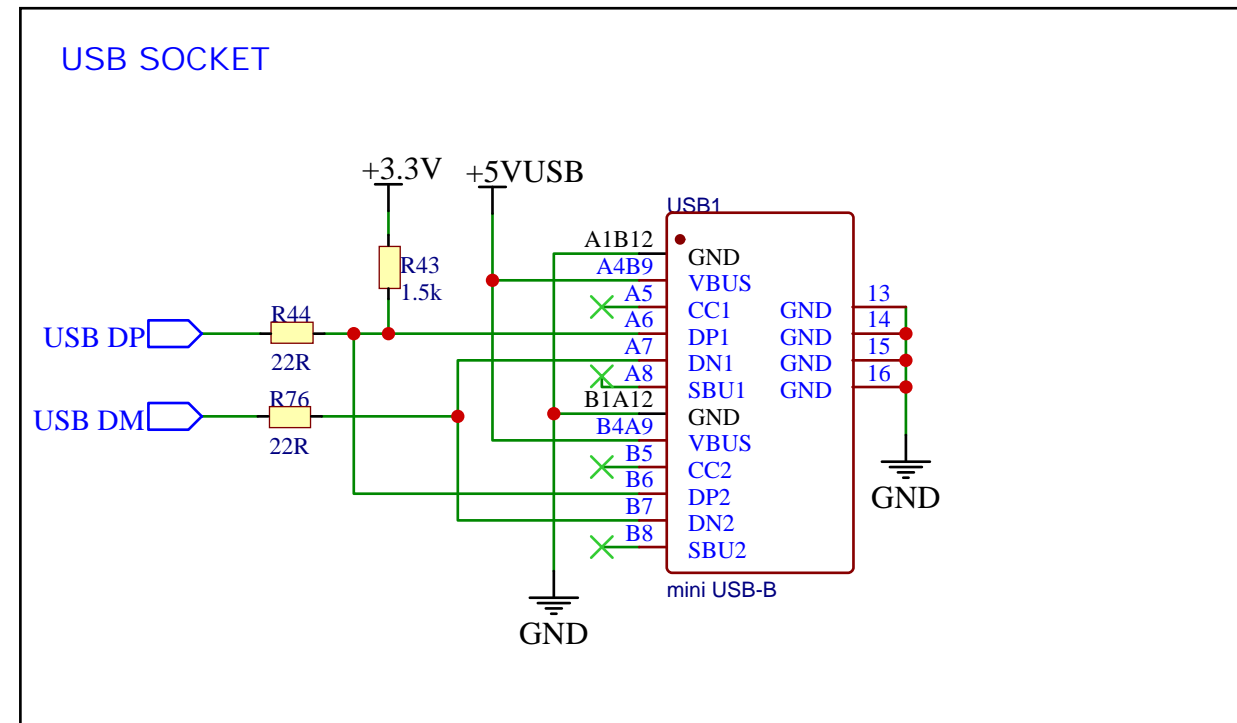 USB SOCKET
+3.3V
+5VUSB
USB1
A1B12
GND
A4B9
VBUS
R43
1.5k
A5
CC1
GND
13
R44
A6
DP1
GND
14
USB DP
22R
A7
DN1
GND
15
A8
SBU1
GND
16
R76
B1A12
GND
USB DM
22R
B4A9
VBUS
B5
CC2
B6
DP2
GND
B7
DN2
B8
SBU2
mini USB-B
GND